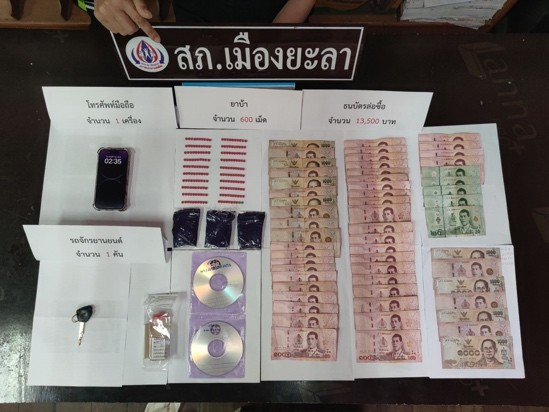 สภ.เมืองยะลา
โทรศัพท์มือถือ
จำนวน 1 เครื่อง
ยาบ้า
จำนวน 600 เม็ด
ธนบัตรล่อซื้อ
จำนวน 13,500 บาท
02:35
รถจักรยานยนต์
จำนวน 1 คัน